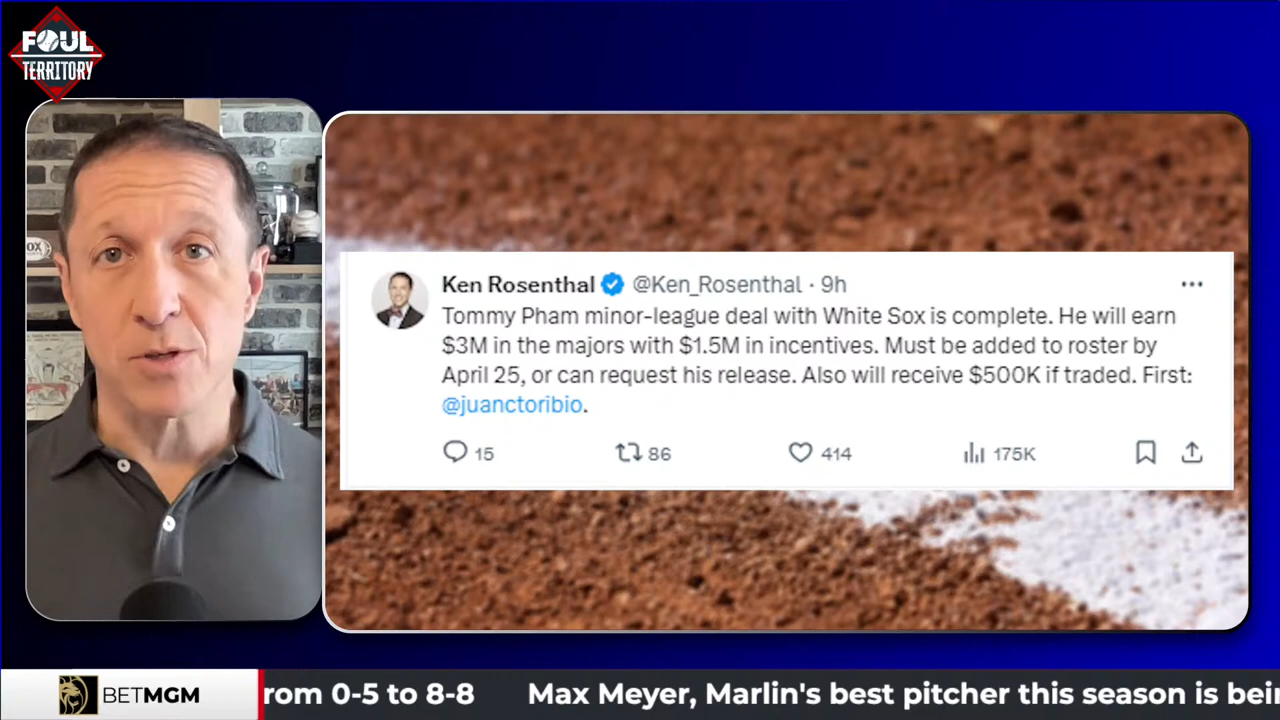 FOUL
TERRITORY
OX
Ken Rosenthal @Ken_Rosenthal · 9h
Tommy Pham minor-league deal with White Sox is complete. He will earn
$3M in the majors with $1.5M in incentives. Must be added to roster by
April 25, or can request his release. Also will receive $500K if traded. First:
@juanctoribio.
15 86 414 175K
BETMGM rom 0-5 to 8-8 Max Meyer, Marlin's best pitcher this season is bein